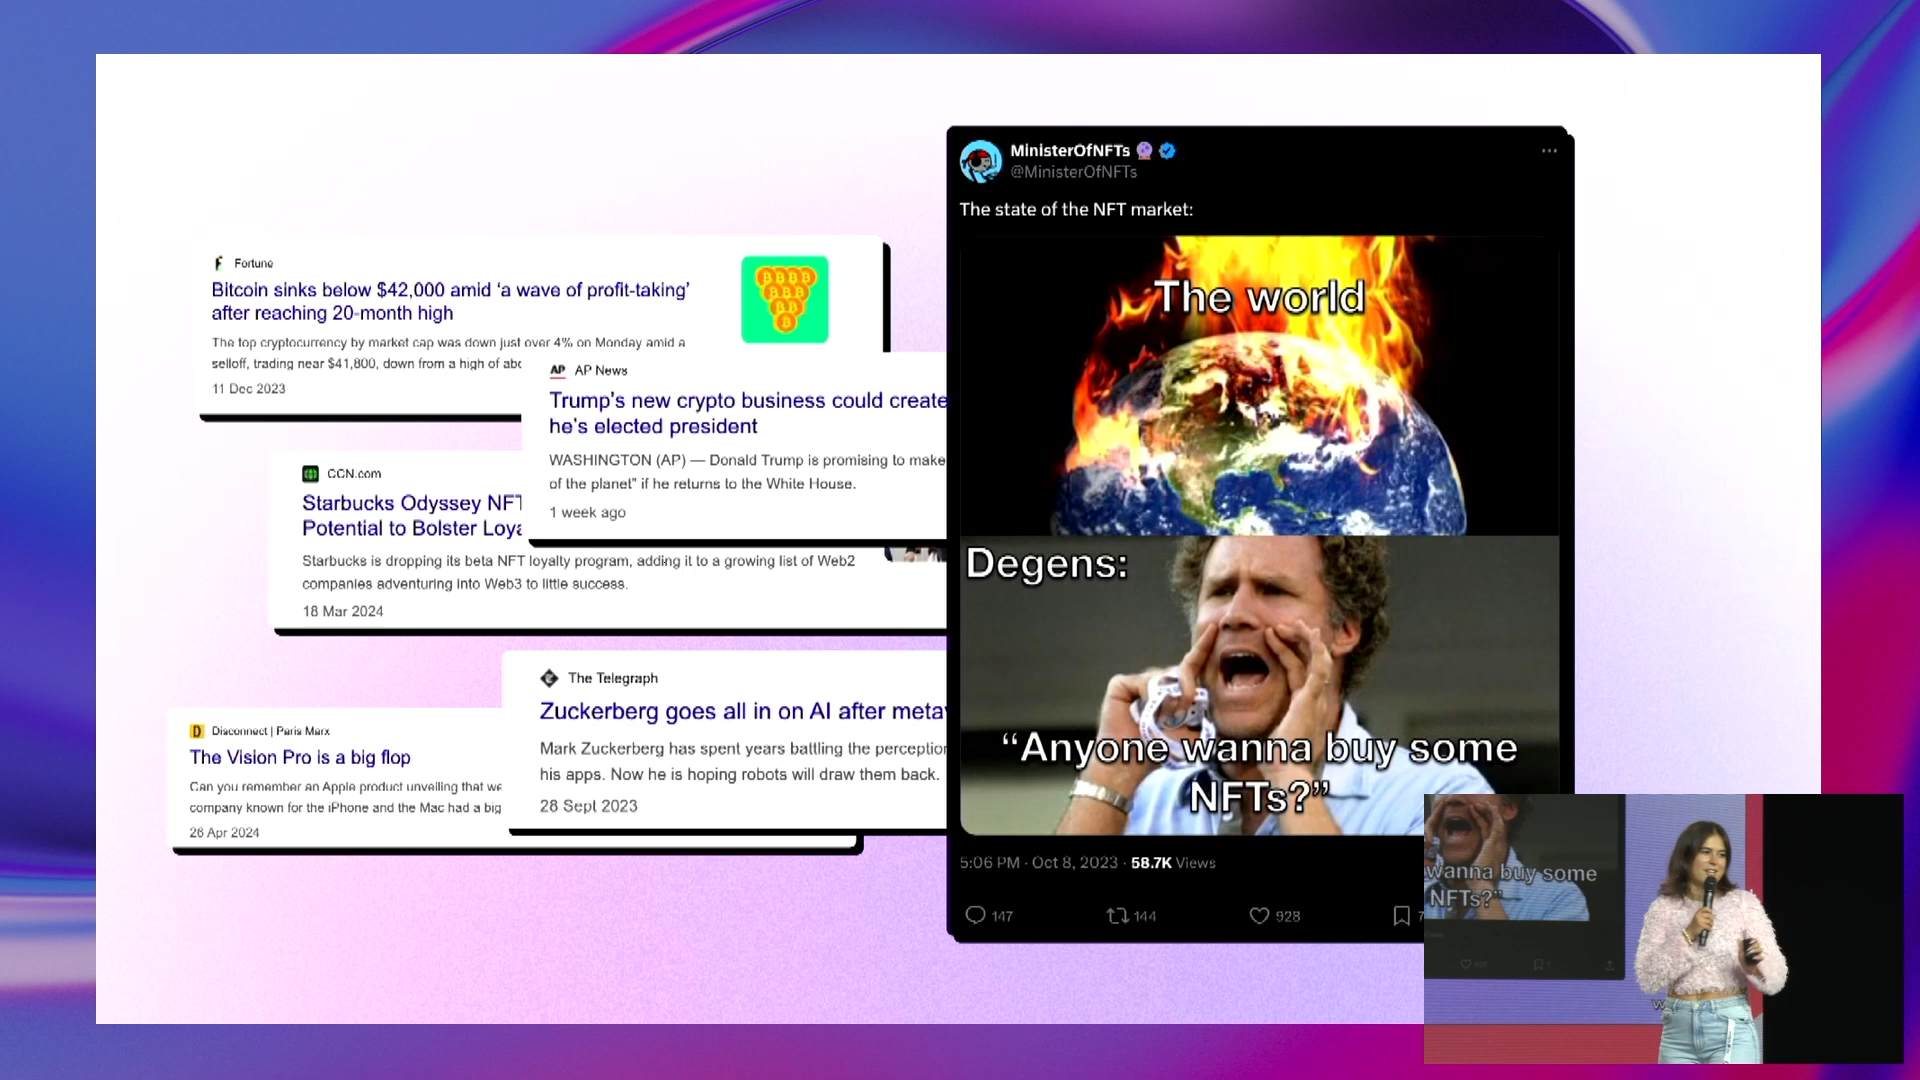 Fortune
Bitcoin sinks below $42,000 amid ‘a wave of profit-taking’
after reaching 20-month high
The top cryptocurrency by market cap was down just over 4% on Monday amid a
selloff, trading near $41,800, down from a high of abo
11 Dec 2023
AP AP News
Trump’s new crypto business could create
he’s elected president
WASHINGTON (AP) — Donald Trump is promising to make
of the planet” if he returns to the White House.
1 week ago
CCN.com
Starbucks Odyssey NFT
Potential to Bolster Loya
Starbucks is dropping its beta NFT loyalty program, adding it to a growing list of Web2
companies adventuring into Web3 to little success.
18 Mar 2024
The Telegraph
Zuckerberg goes all in on AI after meta
Mark Zuckerberg has spent years battling the perception
his apps. Now he is hoping robots will draw them back.
28 Sept 2023
D Disconnect | Paris Marx
The Vision Pro is a big flop
Can you remember an Apple product unveiling that we
company known for the iPhone and the Mac had a big
26 Apr 2024
MinisterOfNFTs
@MinisterOfNFTs
The state of the NFT market:
The world
Degens:
“Anyone wanna buy some
NFTs?”
5:06 PM · Oct 8, 2023 · 58.7K Views
147 144 928 7
wanna buy some
NFTs?”